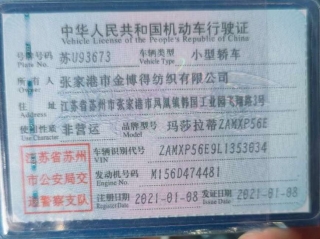 中华人民共和国机动车行驶证
Vehicle License of the People's Republic of China
号牌号码 苏U93673 车辆类型 小型轿车
Plate No. Vehicle Type
所有人 张家港市金博得纺织有限公司
Owner
住址 江苏省苏州市张家港市凤凰镇韩国工业园飞翔路3号
Address
使用性质 非营运 品牌型号 玛莎拉蒂ZAMXP56E
Use Character Model
江苏省苏州市公安局交通警察支队
车辆识别代号 ZAMXP56E9L1353034
VIN
发动机号码 M156D474481
Engine No.
注册日期 2021-01-08 发证日期 2021-01-08
Register Date Issue Date